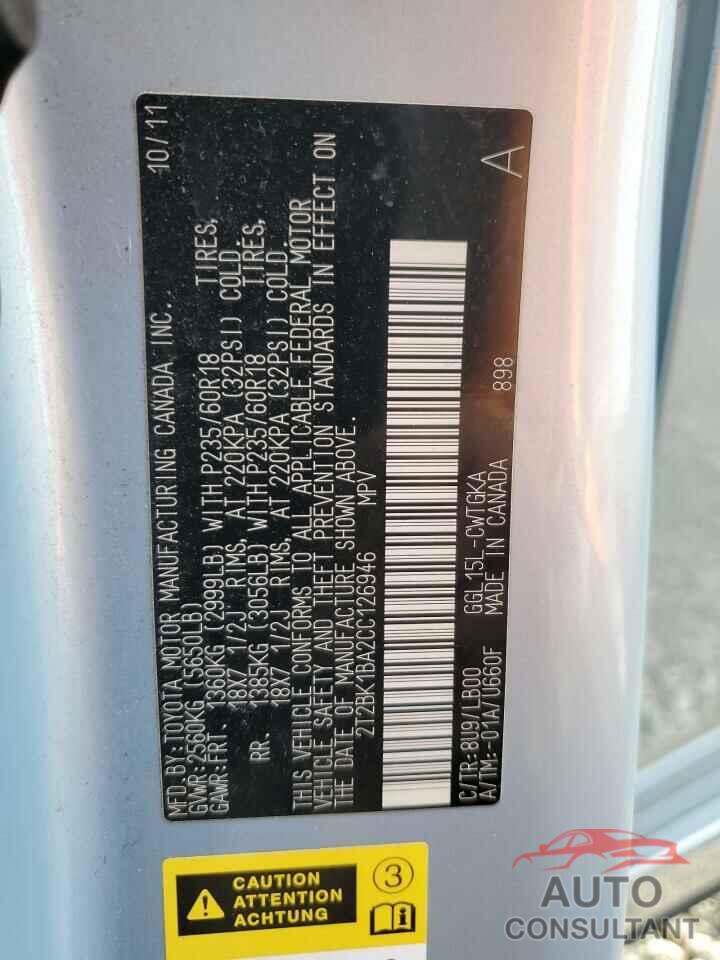 MFD.BY:TOYOTA MOTOR MANUFACTURING CANADA INC. 10/11
GVWR:2560KG (5650LB)
GAWR:FRT. 1360KG (2999LB) WITH P235/60R18 TIRES,
18X7 1/2J RIMS, AT 220KPA (32PSI) COLD.
RR. 1385KG (3056LB) WITH P235/60R18 TIRES,
18X7 1/2J RIMS, AT 220KPA (32PSI) COLD.
THIS VEHICLE CONFORMS TO ALL APPLICABLE FEDERAL MOTOR
VEHICLE SAFETY AND THEFT PREVENTION STANDARDS IN EFFECT ON
THE DATE OF MANUFACTURE SHOWN ABOVE.
2T2BK1BA2CC126946 MPV
C/TR:8U9/LB00 GGL15L-CWTGKA
A/TM:-01A/U660F MADE IN CANADA 898 A
CAUTION
ATTENTION
ACHTUNG
3
AUTO
CONSULTANT